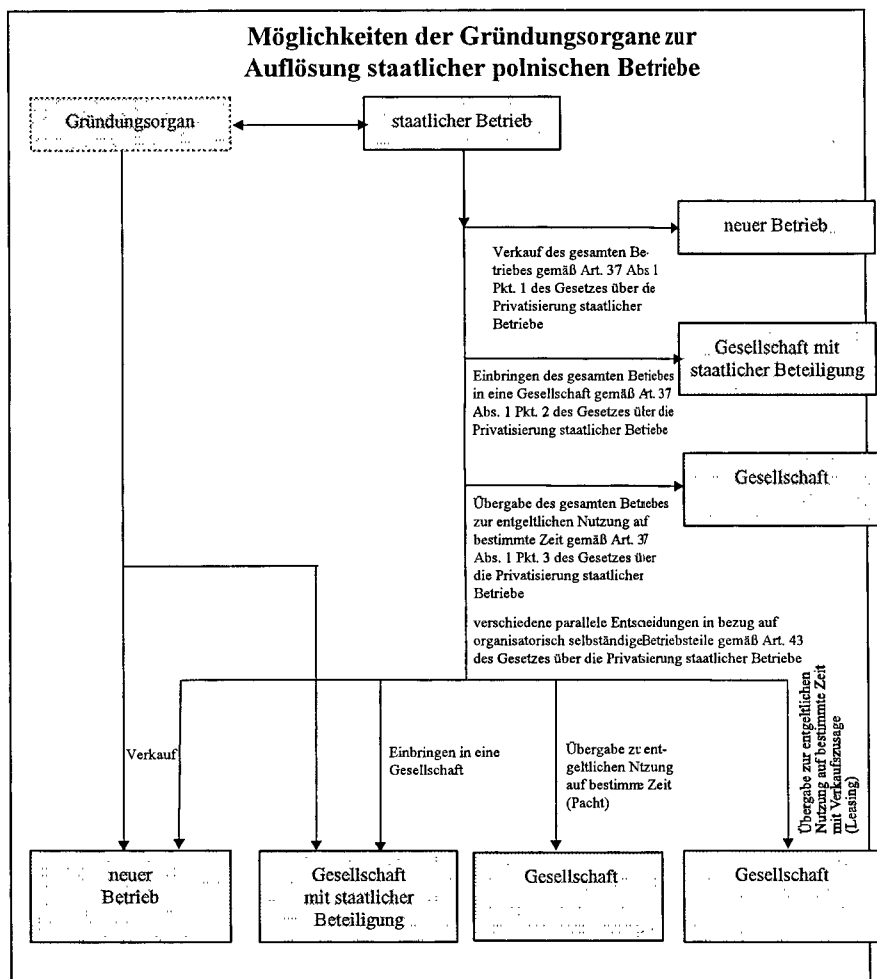 Möglichkeiten der Gründungsorgane zur
Auflösung staatlicher polnischen Betriebe
Gründungsorgan
staatlicher Betrieb
neuer Betrieb
Verkauf des gesamten Be-
triebes gemäß Art. 37 Abs 1
Pkt. 1 des Gesetzes über die
Privatisierung staatlicher
Betriebe
Gesellschaft mit
staatlicher Beteiligung
Einbringen des gesamten Betriebes
in eine Gesellschaft gemäß Art. 37
Abs. 1 Pkt. 2 des Gesetzes über die
Privatisierung staatlicher Betriebe
Gesellschaft
Übergabe des gesamten Betriebes
zur entgeltlichen Nutzung auf
bestimmte Zeit gemäß Art. 37
Abs. 1 Pkt. 3 des Gesetzes über
die Privatisierung staatlicher
Betriebe
verschiedene parallele Entscheidungen in bezug auf
organisatorisch selbständige Betriebsteile gemäß Art. 43
des Gesetzes über die Privatsierung staatlicher Betriebe
Verkauf
Einbringen in eine
Gesellschaft
Übergabe zur ent-
geltlichen Nutzung
auf bestimme Zeit
(Pacht)
Übergabe zur entgeltlichen
Nutzung auf bestimmte Zeit
mit Verkaufszusage
(Leasing)
neuer
Betrieb
Gesellschaft
mit staatlicher
Beteiligung
Gesellschaft
Gesellschaft